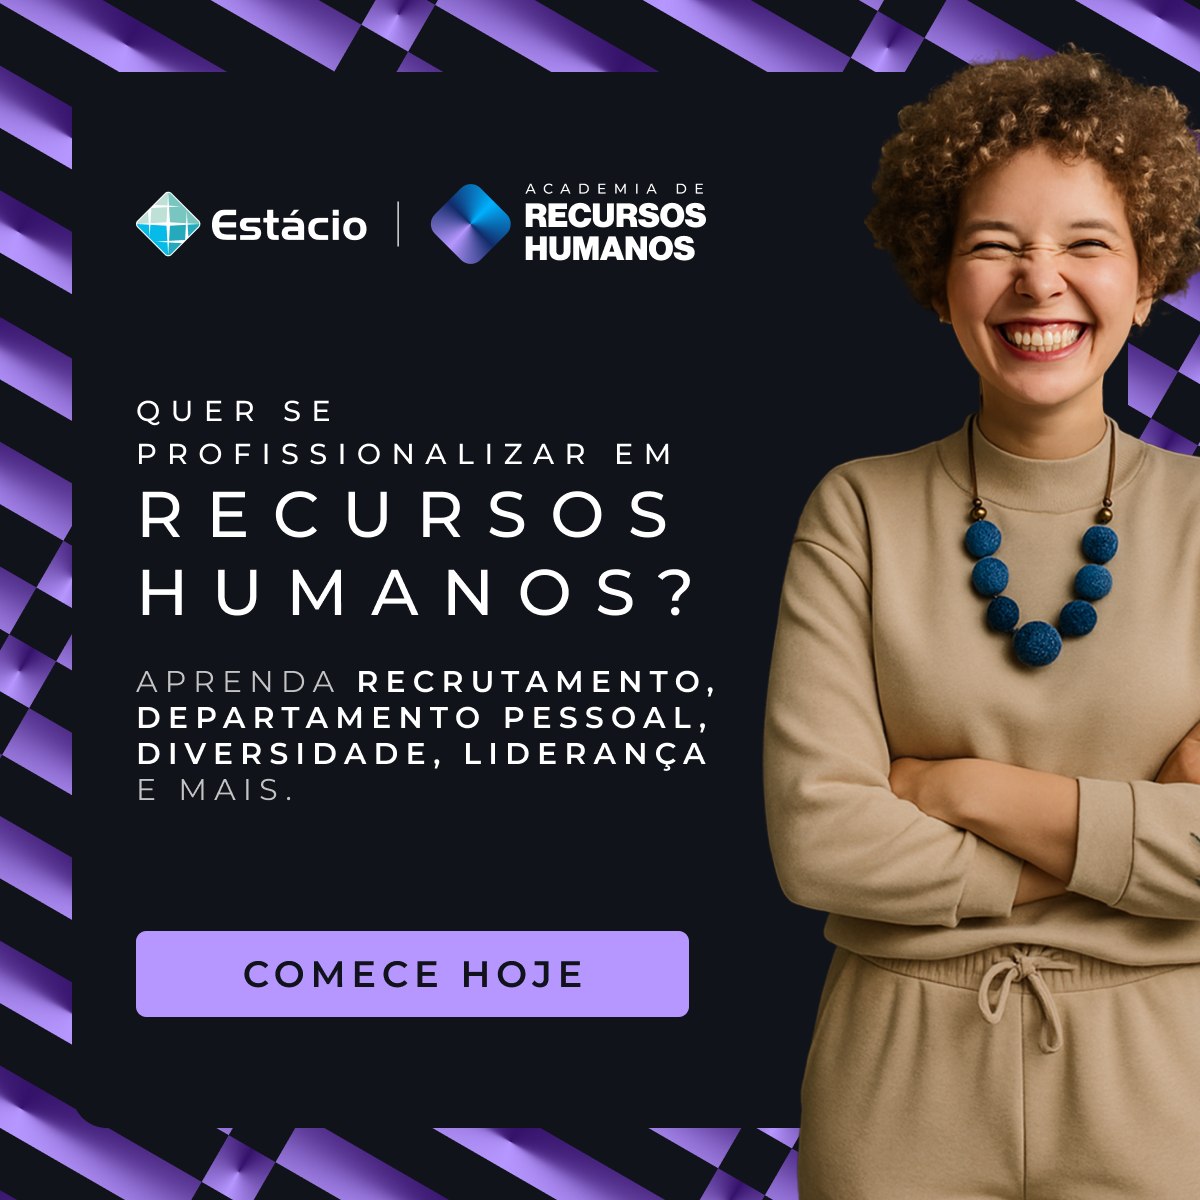 Estácio
ACADEMIA DE
RECURSOS
HUMANOS
QUER SE
PROFISSIONALIZAR EM
RECURSOS
HUMANOS?
APRENDA RECRUTAMENTO,
DEPARTAMENTO PESSOAL,
DIVERSIDADE, LIDERANÇA
E MAIS.
COMECE HOJE